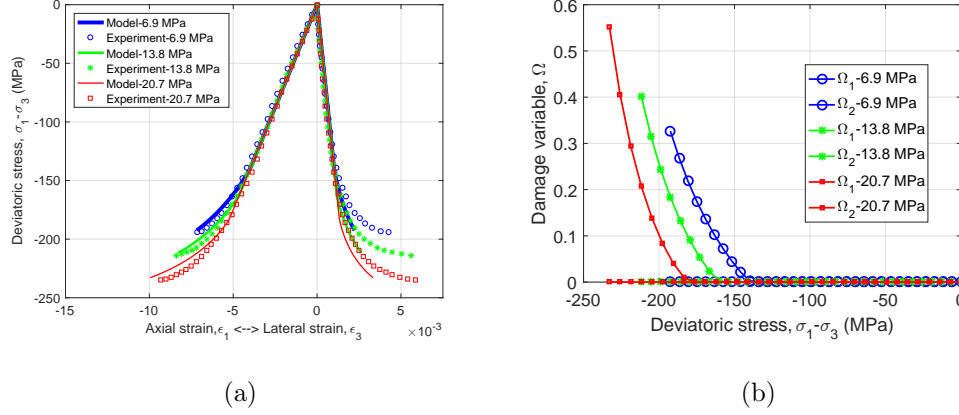 0
-50
-100
-150
-200
-250
Deviatoric stress, σ1-σ3 (MPa)
Model-6.9 MPa
Experiment-6.9 MPa
Model-13.8 MPa
Experiment-13.8 MPa
Model-20.7 MPa
Experiment-20.7 MPa
-10 -5 0 5
×10-3
Axial strain,ϵ1 <--> Lateral strain, ϵ3
(a)
0.6
0.5
0.4
0.3
0.2
0.1
0
Damage variable, Ω
Ω1-6.9 MPa
Ω2-6.9 MPa
Ω1-13.8 MPa
Ω2-13.8 MPa
Ω1-20.7 MPa
Ω2-20.7 MPa
-250 -200 -150 -100 -50 0
Deviatoric stress, σ1-σ3 (MPa)
(b)